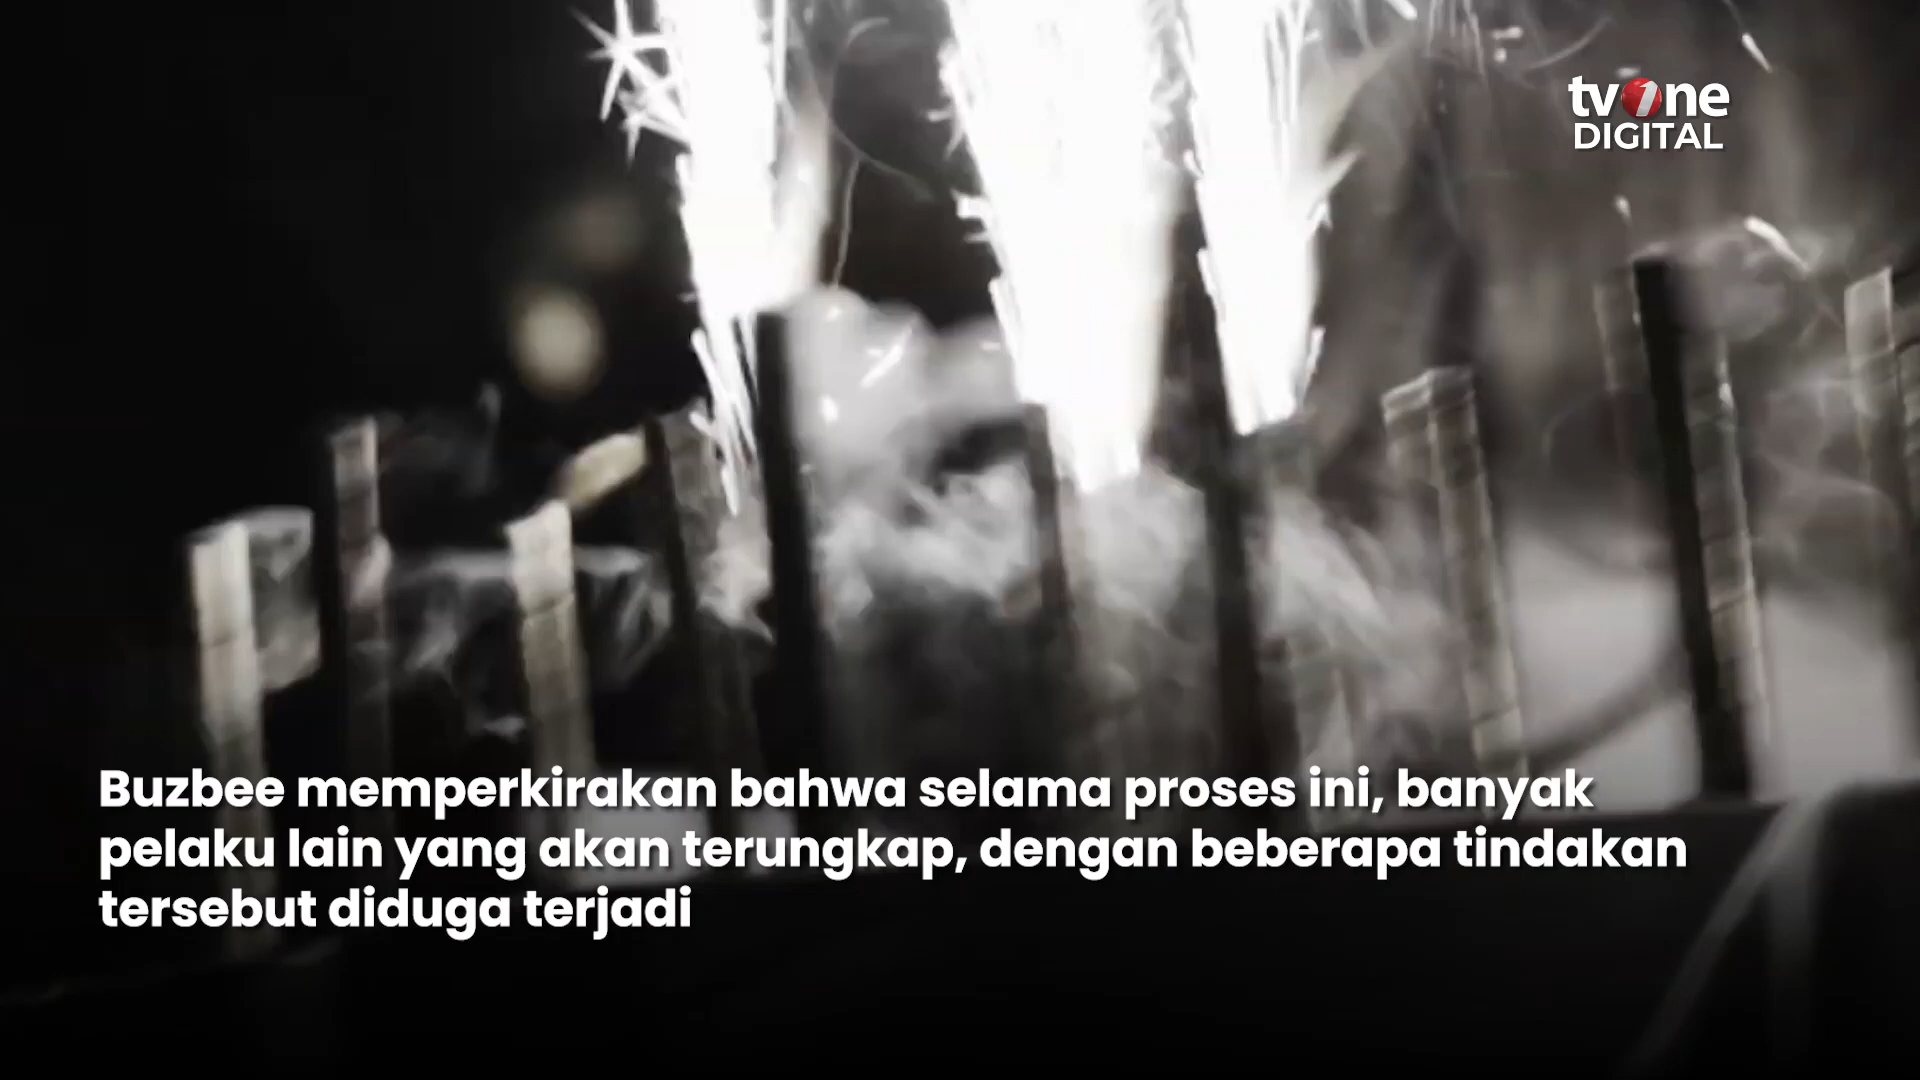 tvOne
DIGITAL
Buzbee memperkirakan bahwa selama proses ini, banyak
pelaku lain yang akan terungkap, dengan beberapa tindakan
tersebut diduga terjadi